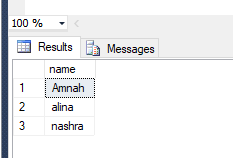 100 %
Results Messages
name
1 Amnah
2 alina
3 nashra